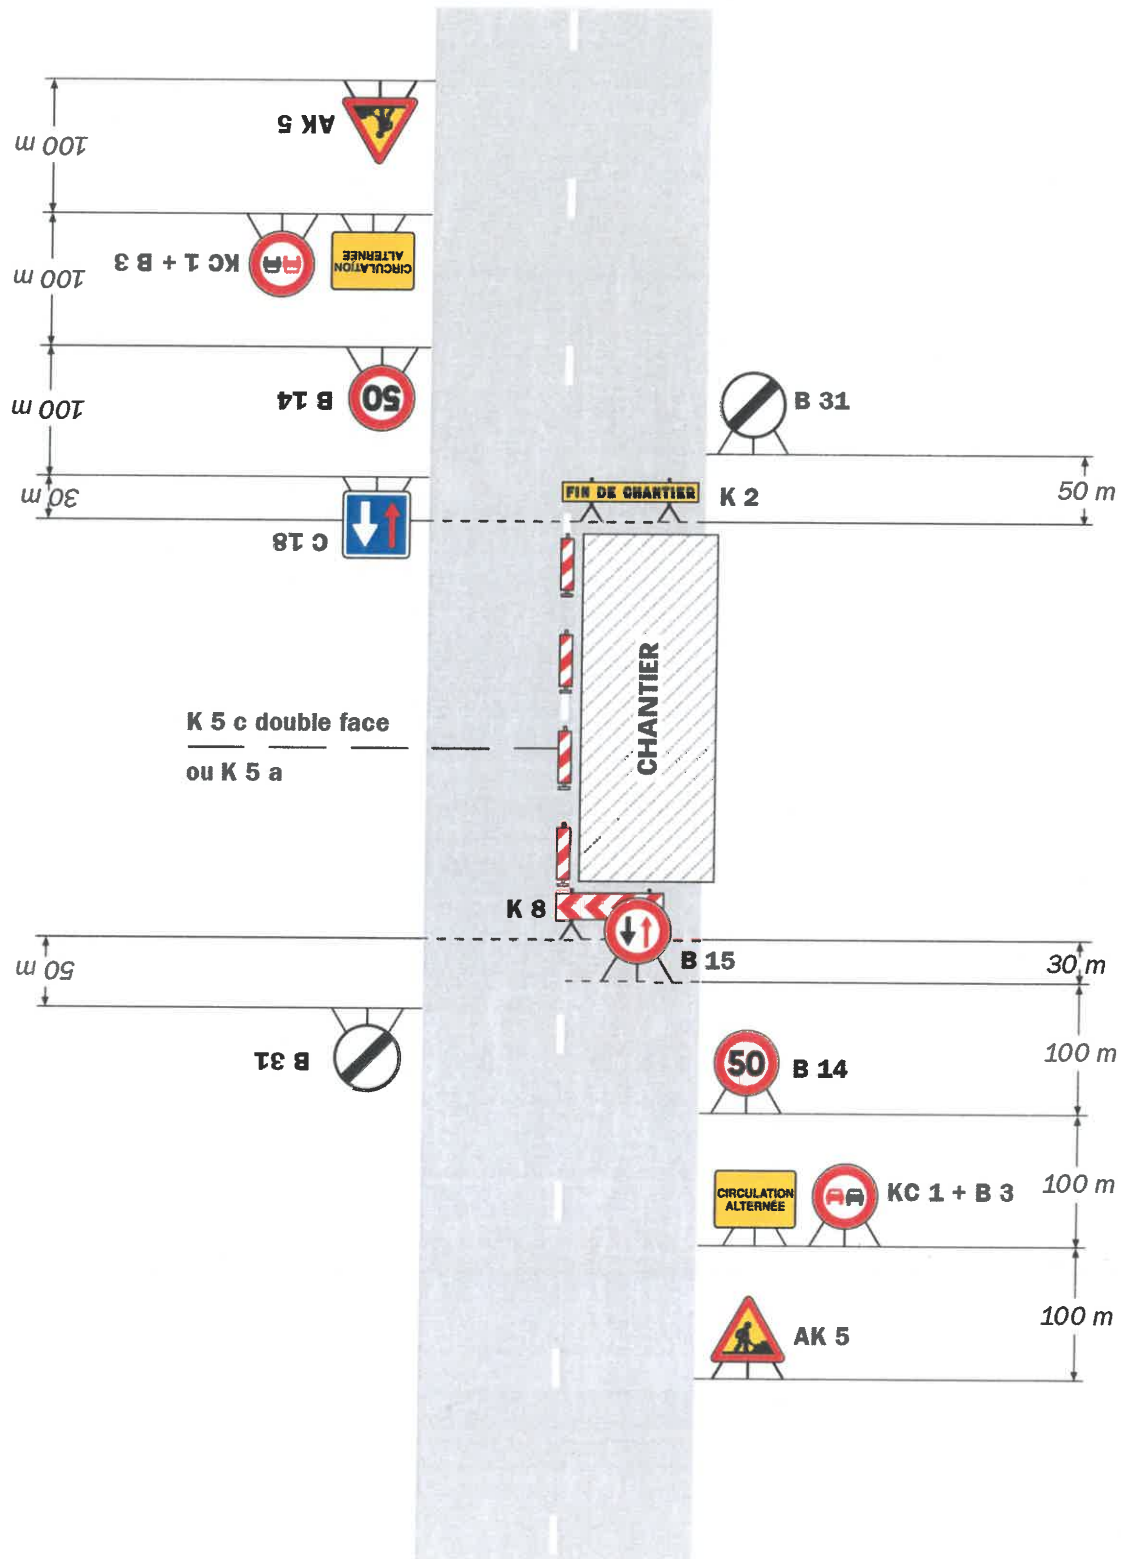 AK 5
100 m
KC 1 + B 3
CIRCULATION
ALTERNÉE
100 m
B 14
50
100 m
B 31
30 m
C 18
FIN DE CHANTIER
K 2
50 m
CHANTIER
K 5 c double face
ou K 5 a
K 8
B 15
50 m
30 m
B 31
50
B 14
100 m
CIRCULATION
ALTERNÉE
KC 1 + B 3
100 m
AK 5
100 m